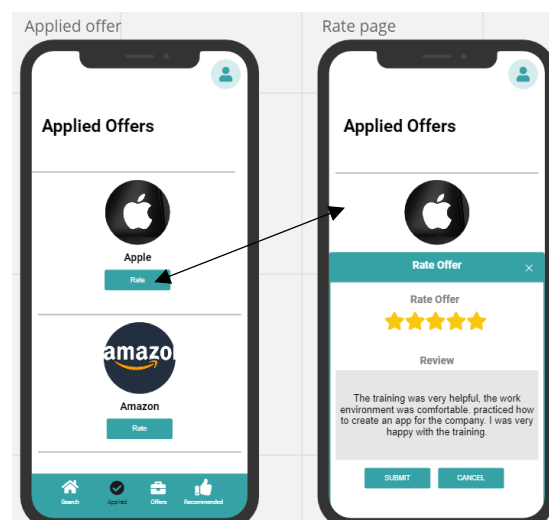 Applied offer
Applied Offers
Apple
Rate
amazo
Amazon
Rate
Search
Applied
Offers
Recommended
Rate page
Applied Offers
Rate Offer
×
Rate Offer
Review
The training was very helpful, the work
environment was comfortable. practiced how
to create an app for the company. I was very
happy with the training.
SUBMIT
CANCEL